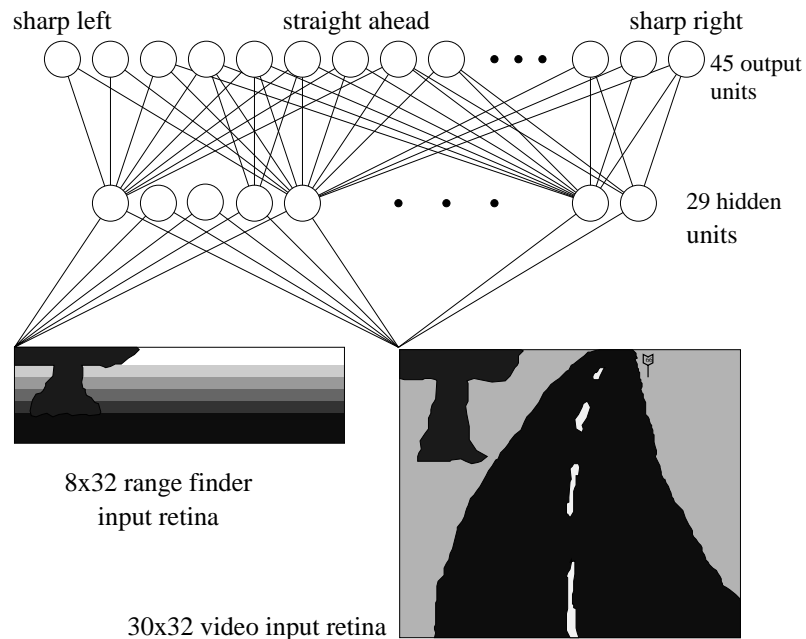 sharp left straight ahead sharp right
45 output
units
29 hidden
units
8x32 range finder
input retina
30x32 video input retina